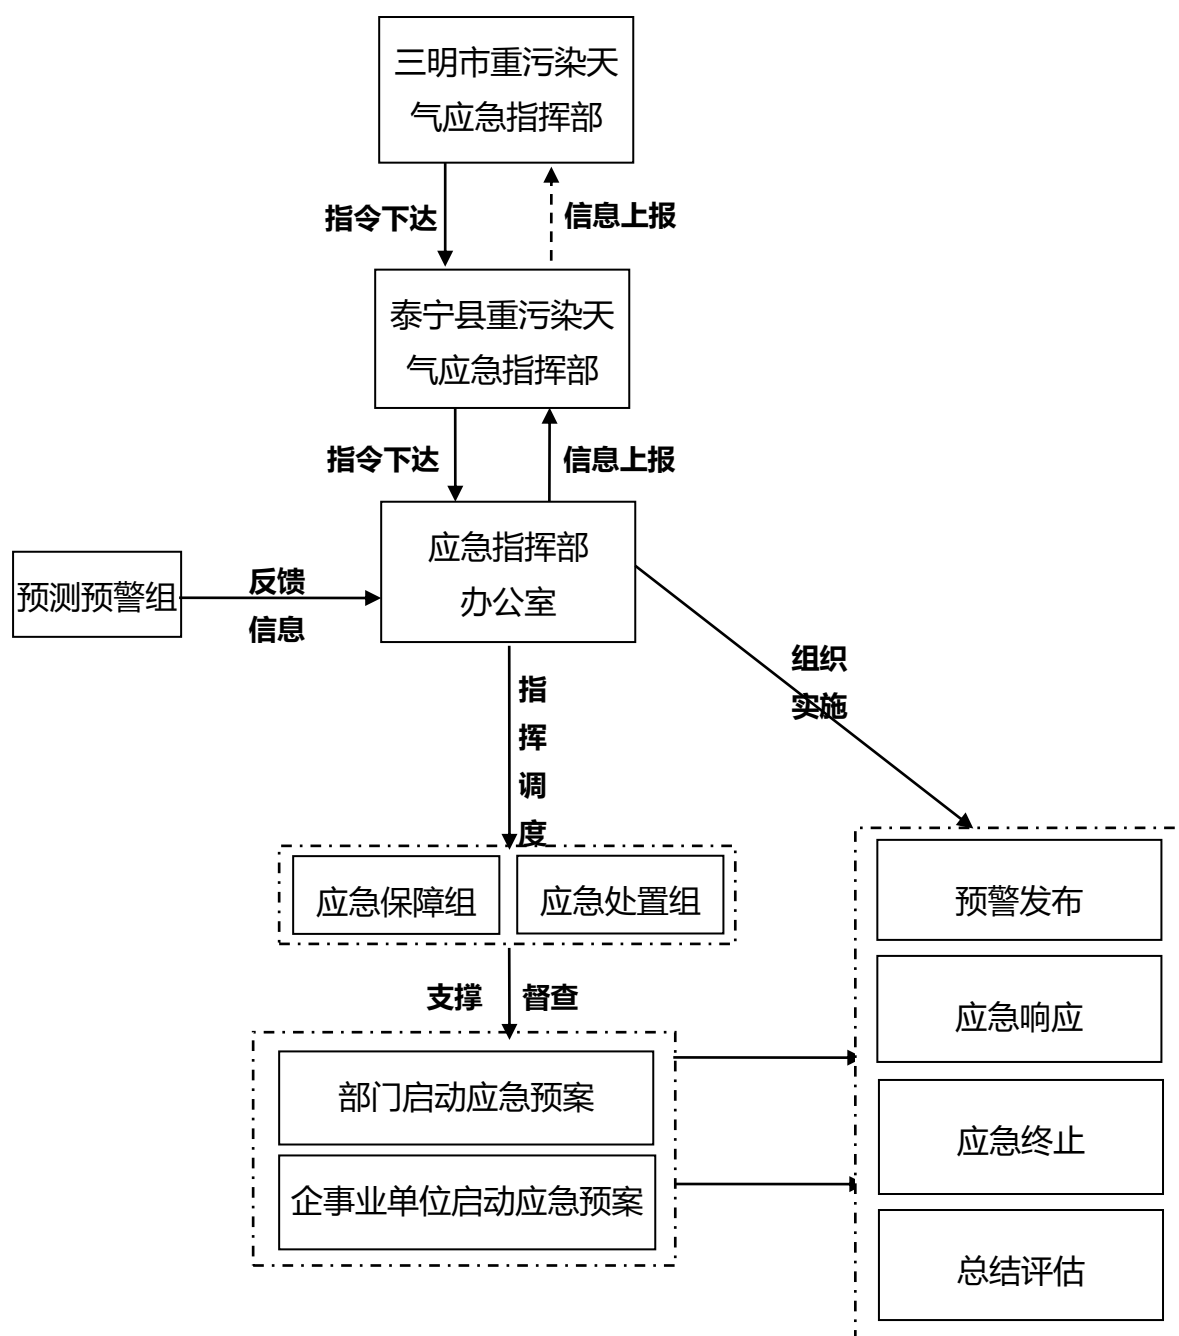 三明市重污染天
气应急指挥部
指令下达
信息上报
泰宁县重污染天
气应急指挥部
指令下达
信息上报
应急指挥部
办公室
预测预警组
反馈
信息
组织
实施
指
挥
调
度
应急保障组
应急处置组
支撑
督查
部门启动应急预案
企事业单位启动应急预案
预警发布
应急响应
应急终止
总结评估